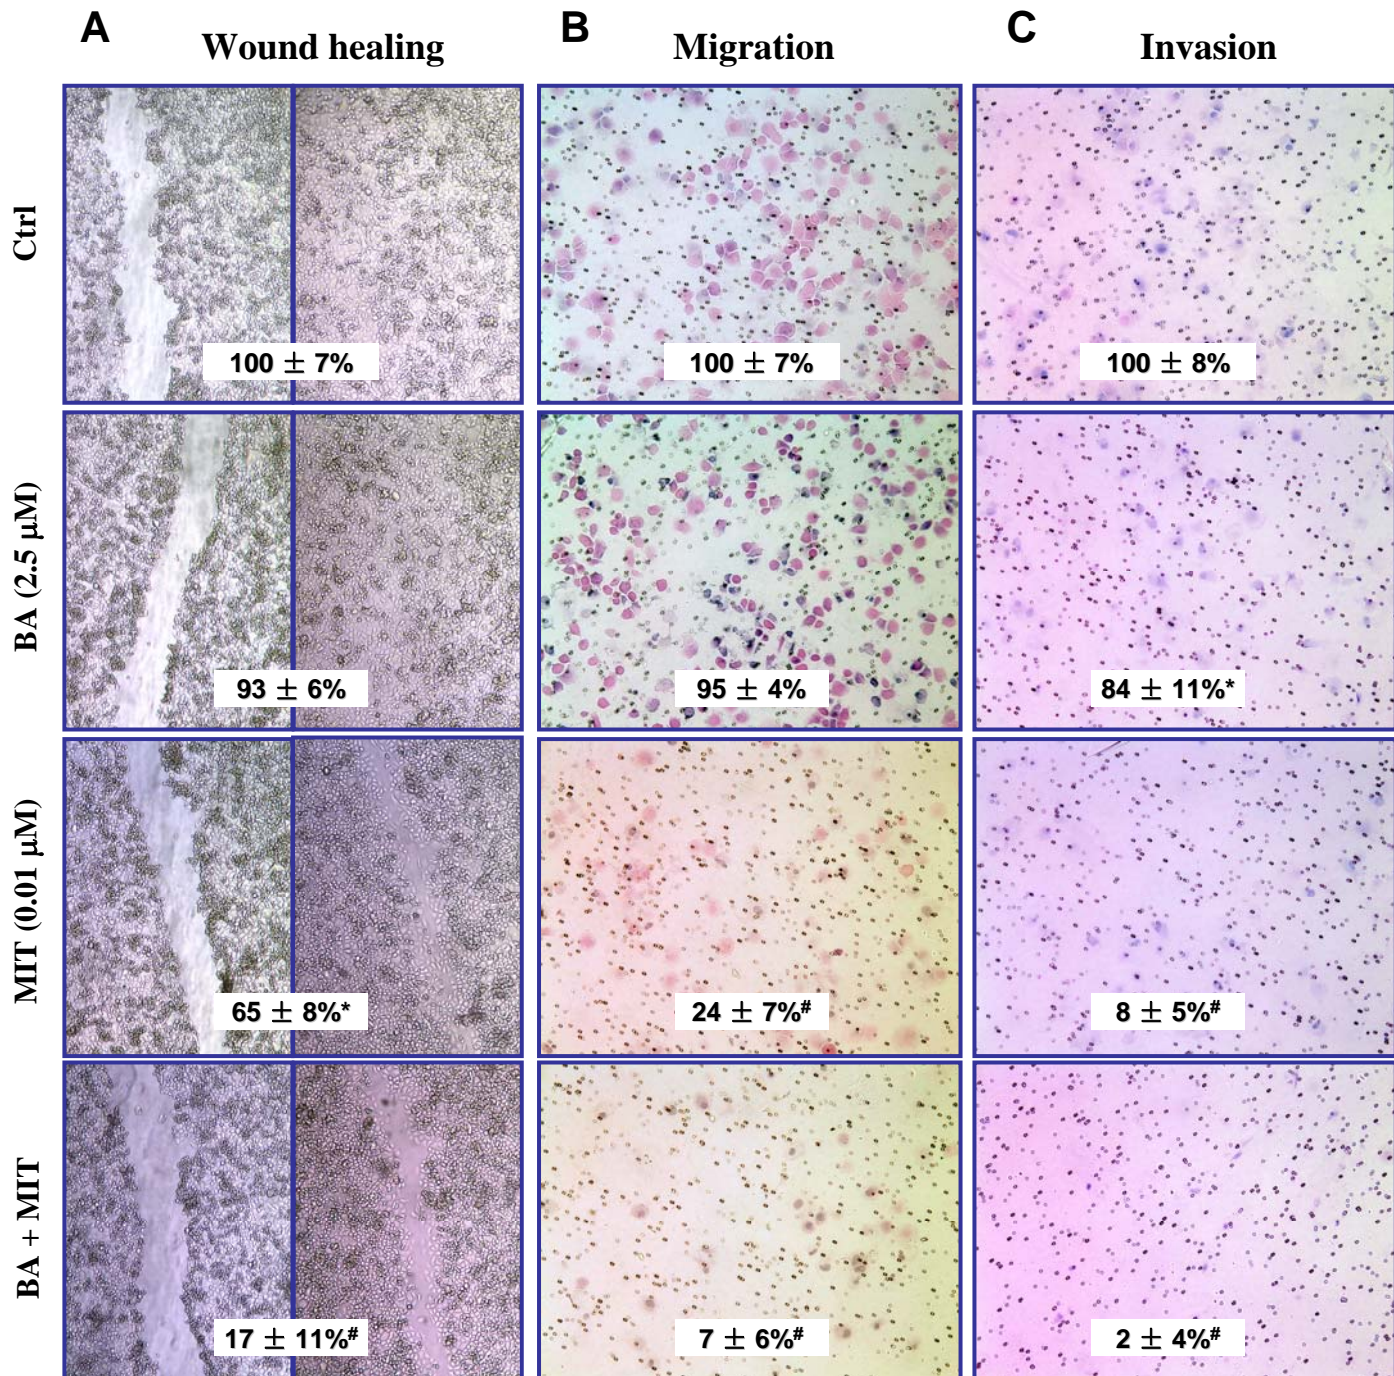 A Wound healing
B Migration
C Invasion
Ctrl
100 ± 7%
100 ± 7%
100 ± 8%
BA (2.5 μM)
93 ± 6%
95 ± 4%
84 ± 11%*
MIT (0.01 μM)
65 ± 8%*
24 ± 7%#
8 ± 5%#
BA + MIT
17 ± 11%#
7 ± 6%#
2 ± 4%#